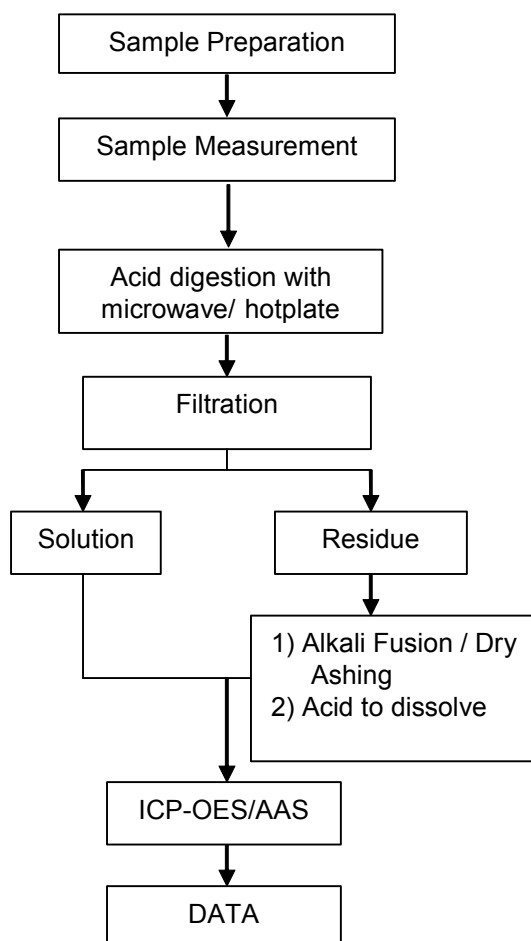 Sample Preparation
Sample Measurement
Acid digestion with
microwave/ hotplate
Filtration
Solution
Residue
1) Alkali Fusion / Dry
Ashing
2) Acid to dissolve
ICP-OES/AAS
DATA